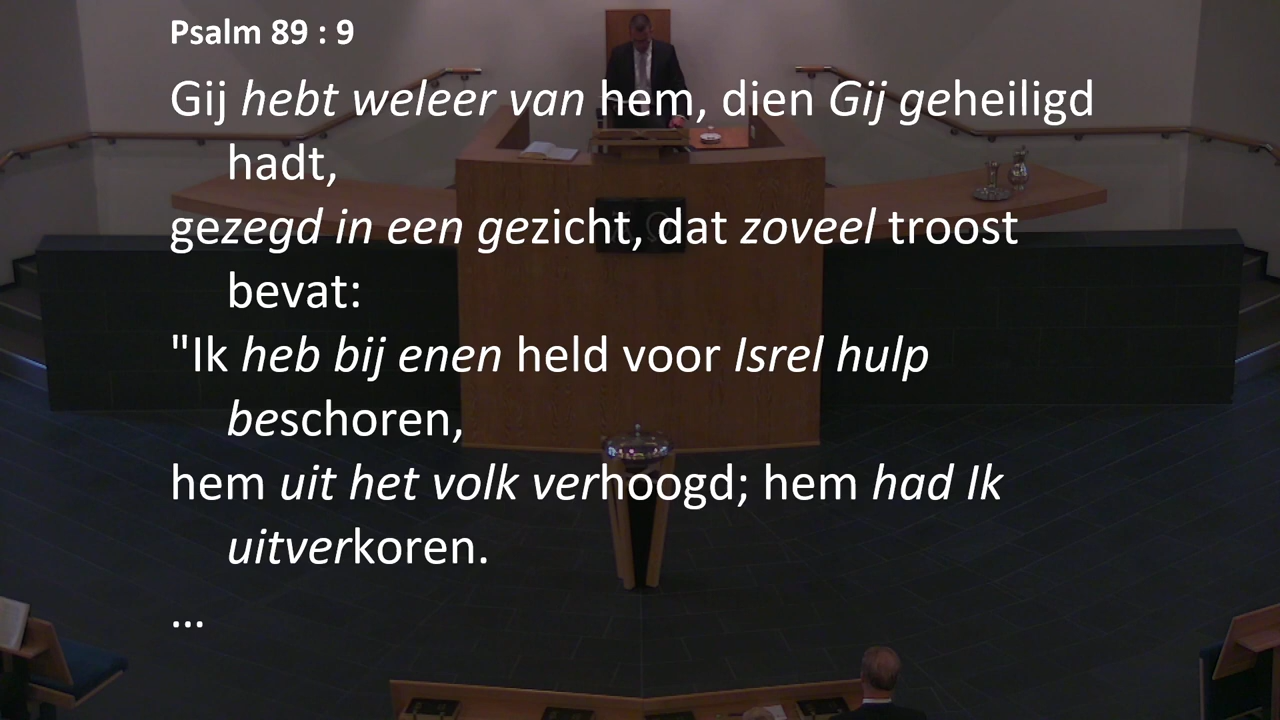 Psalm 89 : 9
Gij hebt weleer van hem, dien Gij geheiligd
hadt,
gezegd in een gezicht, dat zoveel troost
bevat:
"Ik heb bij enen held voor Isrel hulp
beschoren,
hem uit het volk verhoogd; hem had Ik
uitverkoren.
...